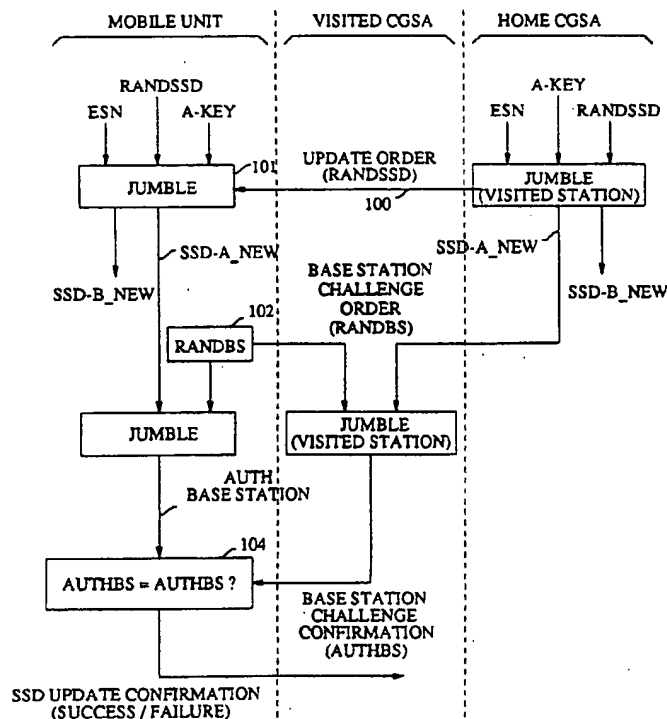 MOBILE UNIT
VISITED CGSA
HOME CGSA
RANDSSD
ESN
A-KEY
A-KEY
ESN
RANDSSD
101
JUMBLE
UPDATE ORDER
(RANDSSD)
100
JUMBLE
(VISITED STATION)
SSD-A_NEW
SSD-B_NEW
SSD-A_NEW
SSD-B_NEW
BASE STATION
CHALLENGE
ORDER
(RANDBS)
102
RANDBS
JUMBLE
JUMBLE
(VISITED STATION)
AUTH
BASE STATION
104
AUTHBS = AUTHBS ?
BASE STATION
CHALLENGE
CONFIRMATION
(AUTHBS)
SSD UPDATE CONFIRMATION
(SUCCESS / FAILURE)